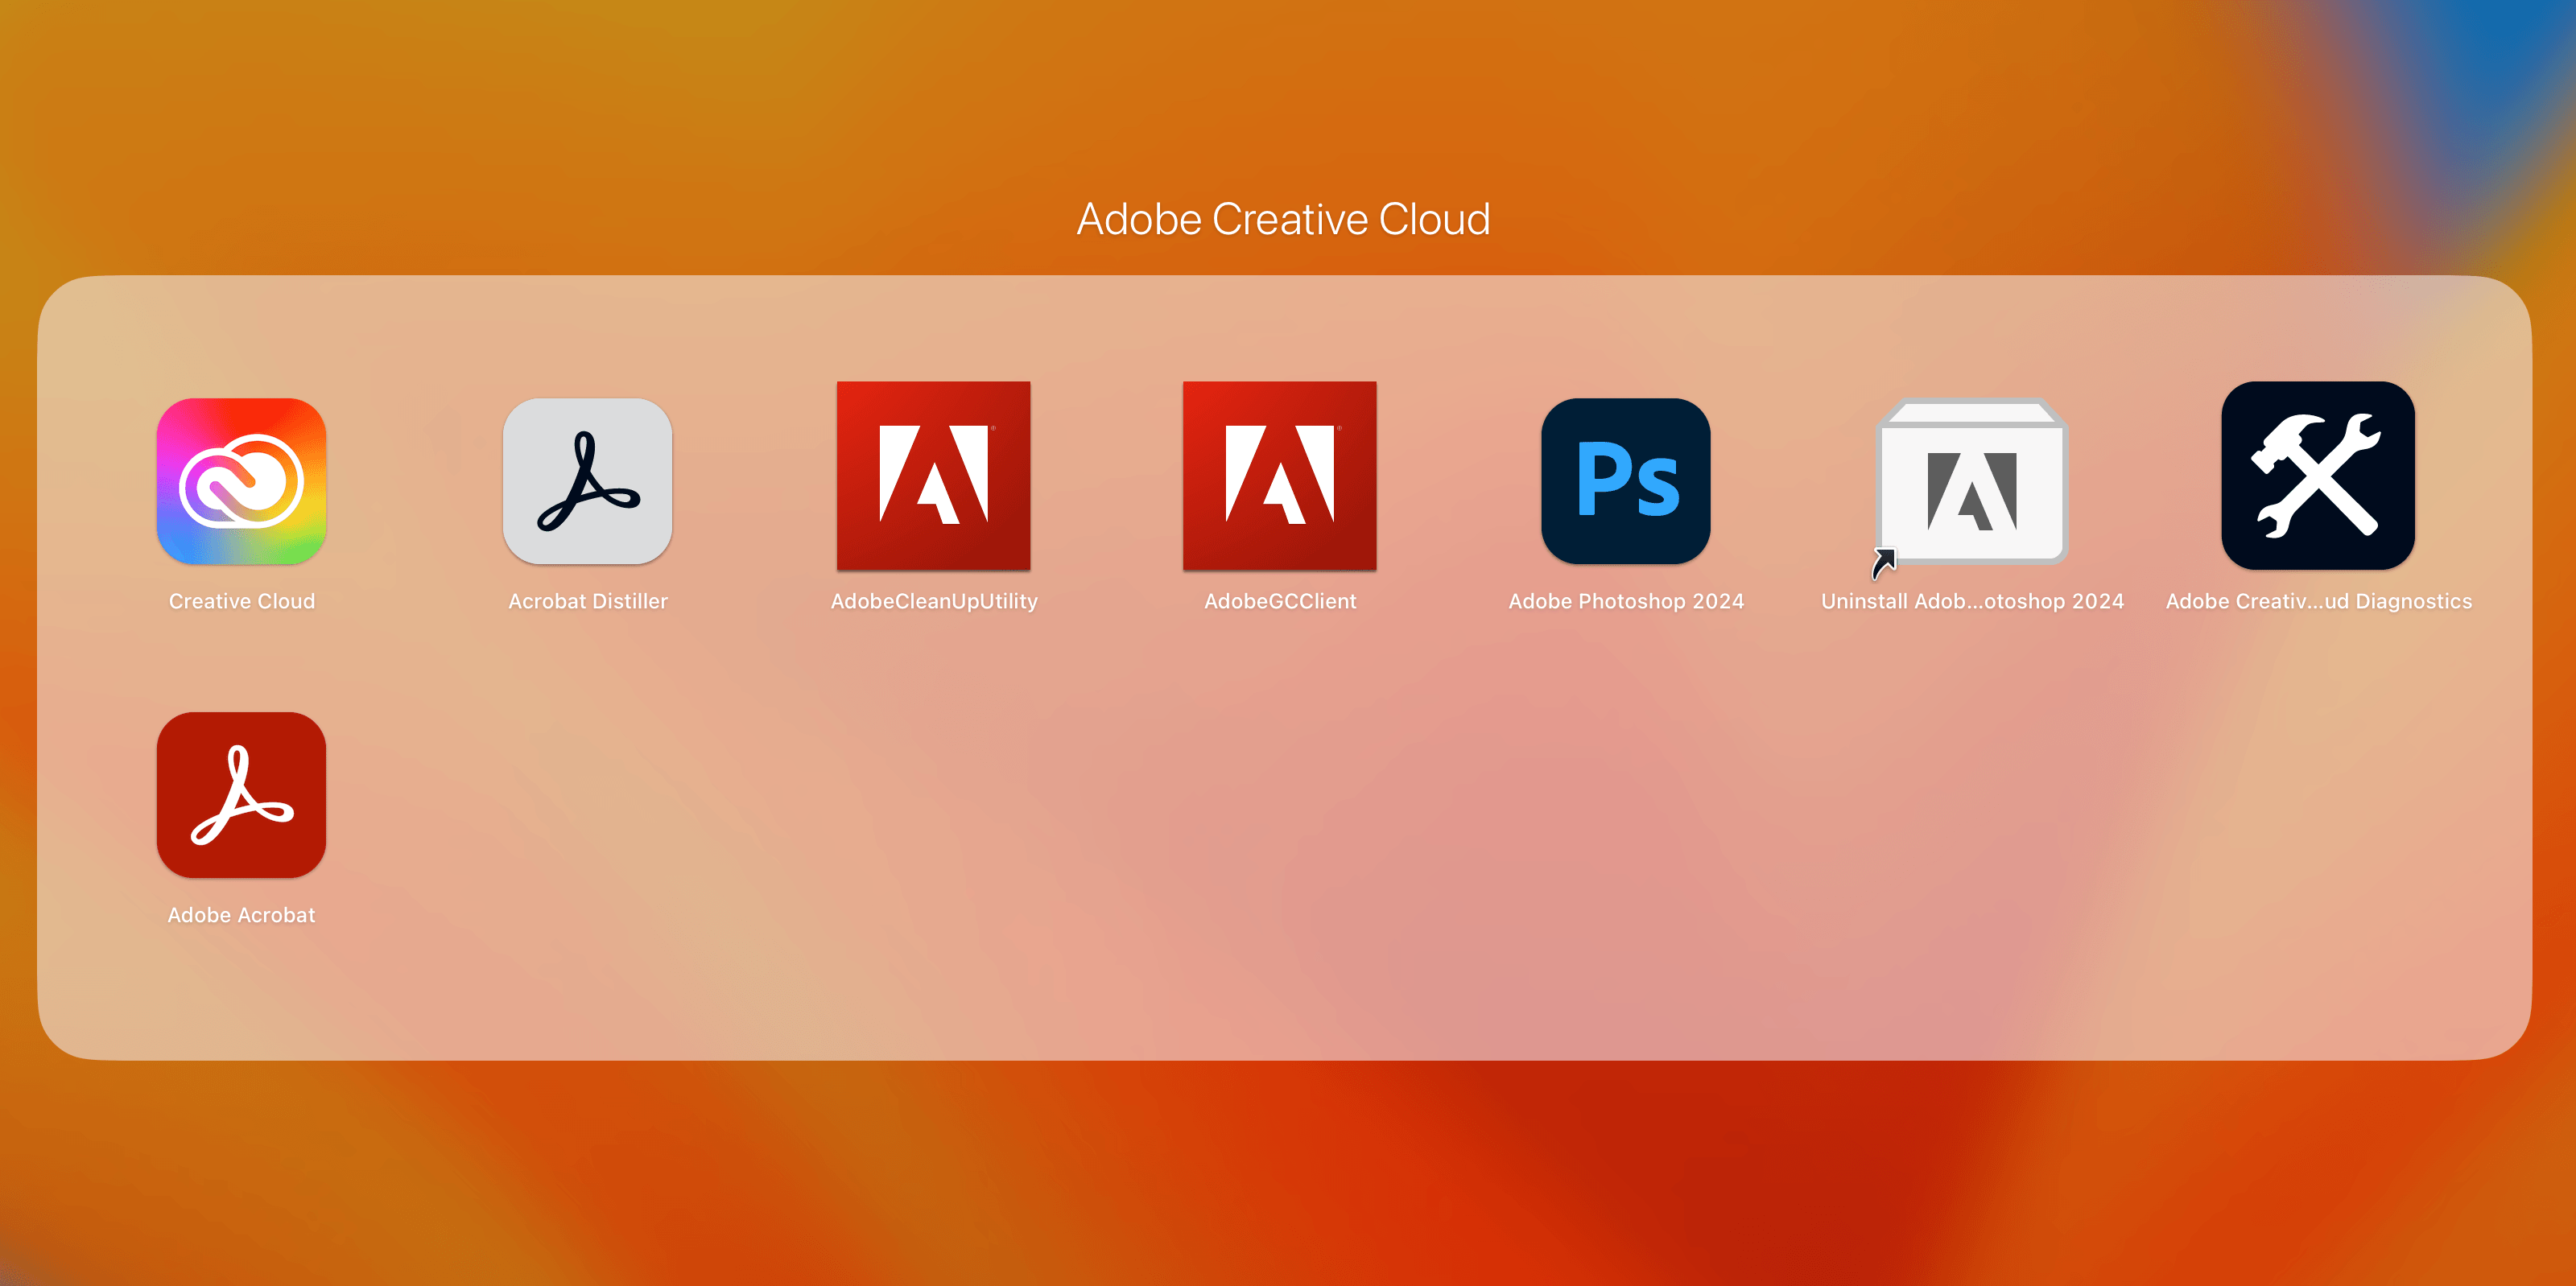 Adobe Creative Cloud
Ps
Creative Cloud
Acrobat Distiller
AdobeCleanUpUtility
AdobeGCClient
Adobe Photoshop 2024
Uninstall Adob...otoshop 2024
Adobe Creativ...ud Diagnostics
Adobe Acrobat